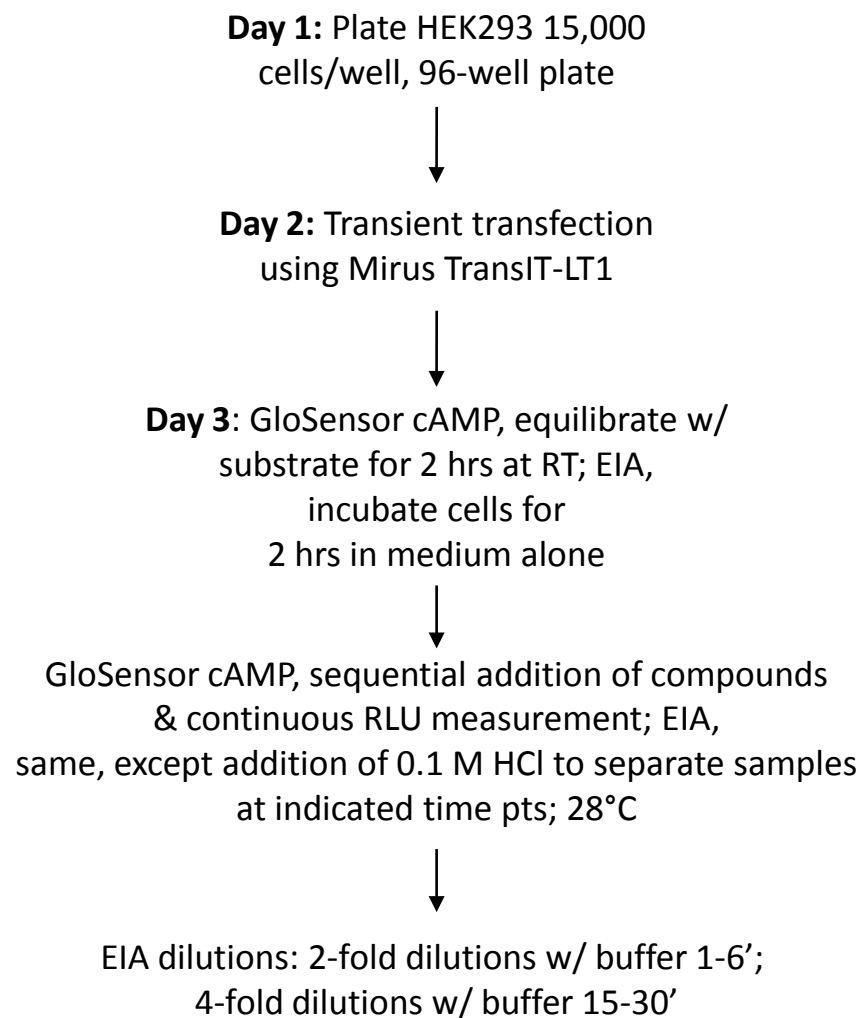 Day 1: Plate HEK293 15,000
cells/well, 96-well plate
Day 2: Transient transfection
using Mirus TransIT-LT1
Day 3: GloSensor cAMP, equilibrate w/
substrate for 2 hrs at RT; EIA,
incubate cells for
2 hrs in medium alone
GloSensor cAMP, sequential addition of compounds
& continuous RLU measurement; EIA,
same, except addition of 0.1 M HCl to separate samples
at indicated time pts; 28°C
EIA dilutions: 2-fold dilutions w/ buffer 1-6’;
4-fold dilutions w/ buffer 15-30’